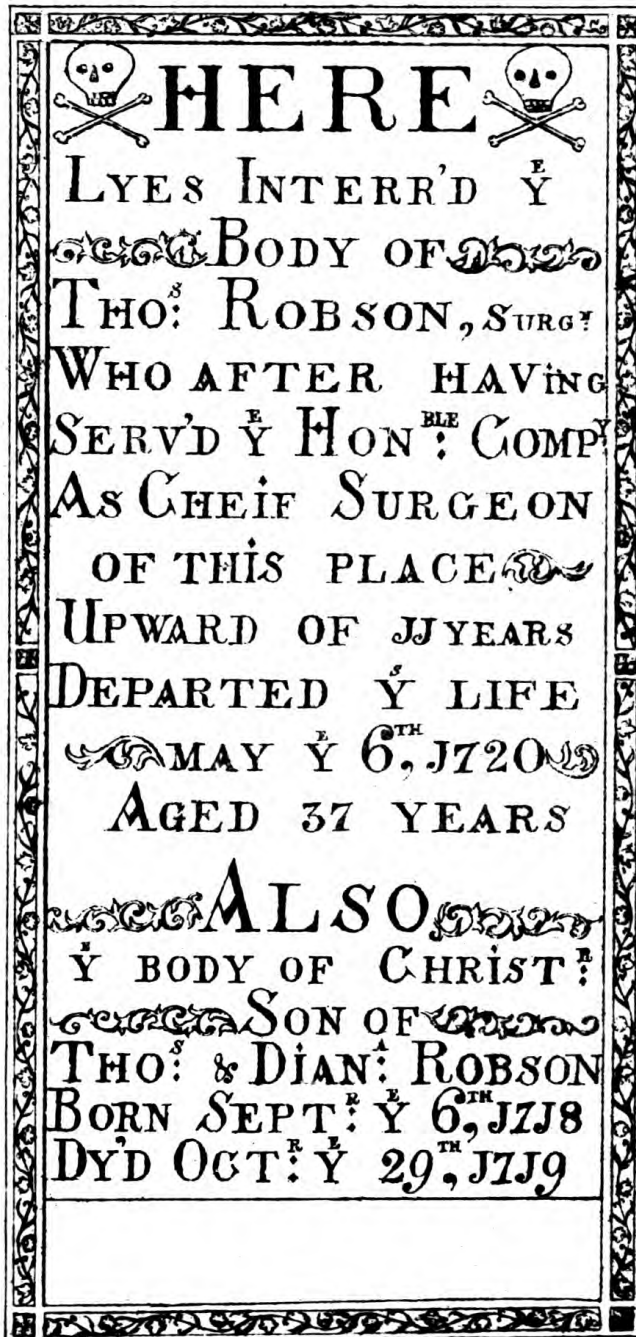 HERE
LYES INTERR'D Yᴱ
BODY OF
THOˢ: ROBSON, SURGⁿ:
WHO AFTER HAViNG
SERV'D Yᴱ HONᴮᴸᴱ: COMPʸ:
AS CHEiF SURGEON
OF THiS PLACE
UPWARD OF JJ YEARS
DEPARTED Yˢ LIFE
MAY Yᴱ 6ᵀᴴ, J720
AGED 37 YEARS
ALSO
Yᴱ BODY OF CHRiSTᴿ:
SON OF
THOˢ: & DiANᴬ: ROBSON
BORN SEPTᴿ: Yᴱ 6ᵀᴴ, J7J8
DY'D OCTᴿ: Yᴱ 29ᵀᴴ, J7J9